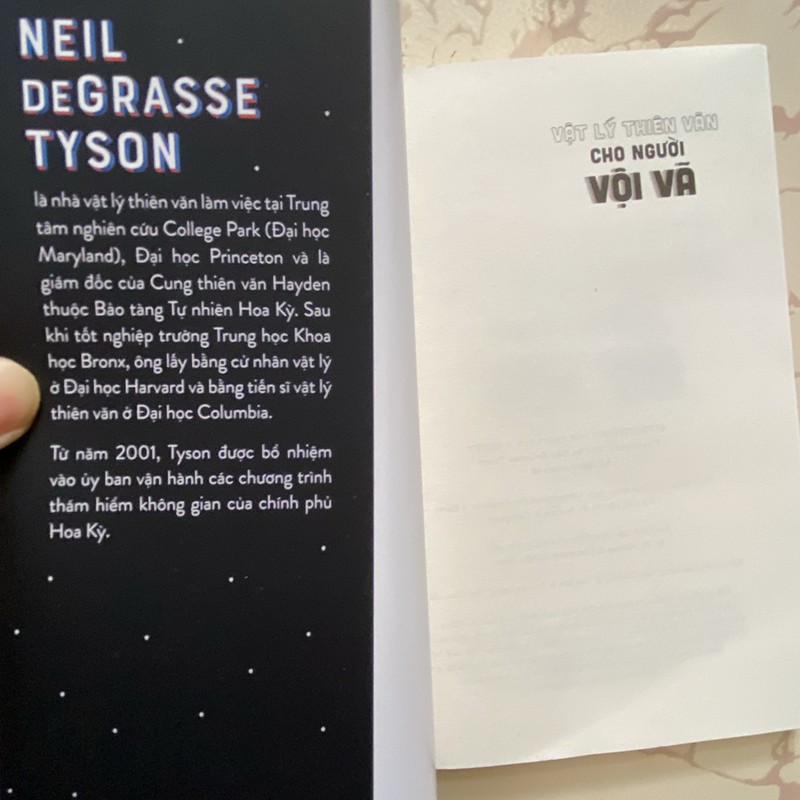 NEIL
DEGRASSE
TYSON
là nhà vật lý thiên văn làm việc tại Trung
tâm nghiên cứu College Park (Đại học
Maryland), Đại học Princeton và là
giám đốc của Cung thiên văn Hayden
thuộc Bảo tàng Tự nhiên Hoa Kỳ. Sau
khi tốt nghiệp trường Trung học Khoa
học Bronx, ông lấy bằng cử nhân vật lý
ở Đại học Harvard và bằng tiến sĩ vật lý
thiên văn ở Đại học Columbia.
Từ năm 2001, Tyson được bổ nhiệm
vào ủy ban vận hành các chương trình
thám hiểm không gian của chính phủ
Hoa Kỳ.
VẬT LÝ THIÊN VĂN
CHO NGƯỜI
VỘI VÃ